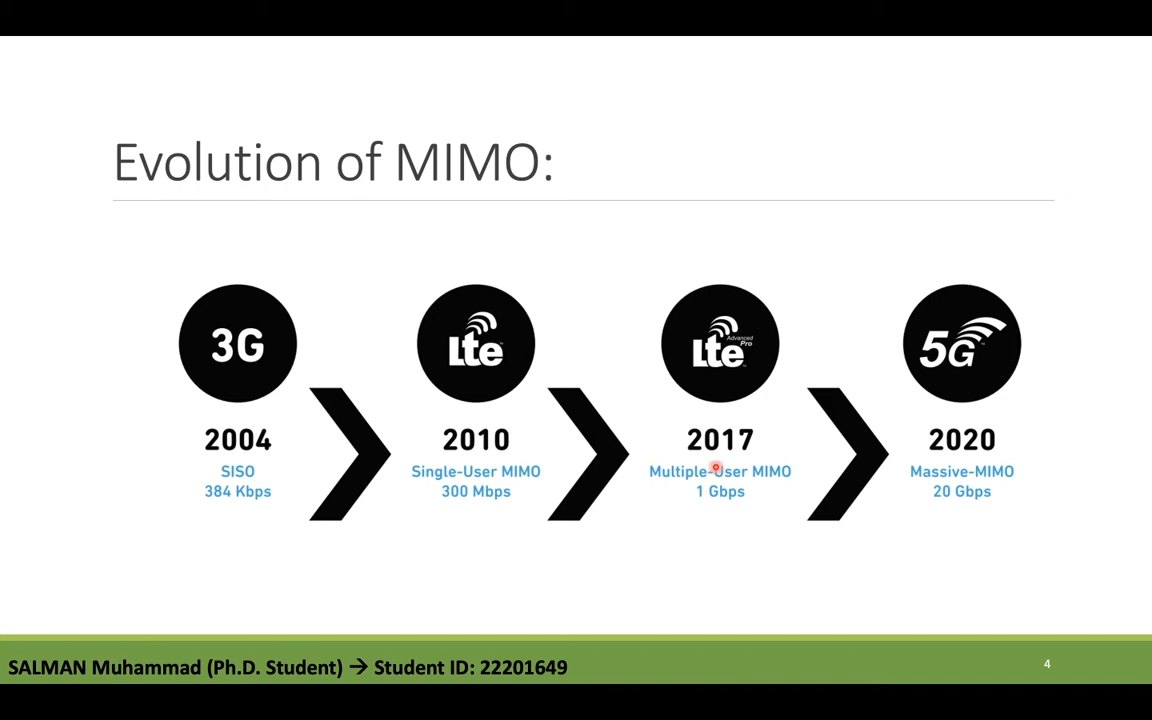 Evolution of MIMO:
3G
LTE
LTE Advanced Pro
5G
2004
2010
2017
2020
SISO
Single-User MIMO
Multiple-User MIMO
Massive-MIMO
384 Kbps
300 Mbps
1 Gbps
20 Gbps
SALMAN Muhammad (Ph.D. Student) → Student ID: 22201649
4